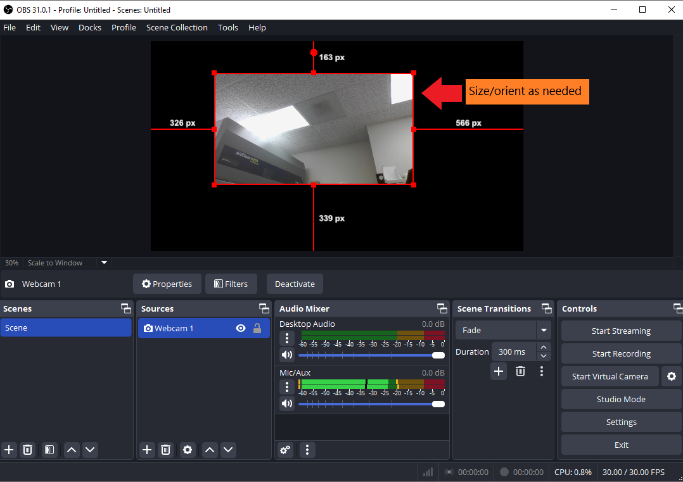 OBS 31.0.1 - Profile: Untitled - Scenes: Untitled
File Edit View Docks Profile Scene Collection Tools Help
163 px
Size/orient as needed
326 px
566 px
339 px
30% Scale to Window
Webcam 1 Properties Filters Deactivate
Scenes
Scene
Sources
Webcam 1
Audio Mixer
Desktop Audio 0.0 dB
-60 -55 -50 -45 -40 -35 -30 -25 -20 -15 -10 -5 0
Mic/Aux 0.0 dB
-60 -55 -50 -45 -40 -35 -30 -25 -20 -15 -10 -5 0
Scene Transitions
Fade
Duration 300 ms
Controls
Start Streaming
Start Recording
Start Virtual Camera
Studio Mode
Settings
Exit
00:00:00 00:00:00 CPU: 0.8% 30.00 / 30.00 FPS